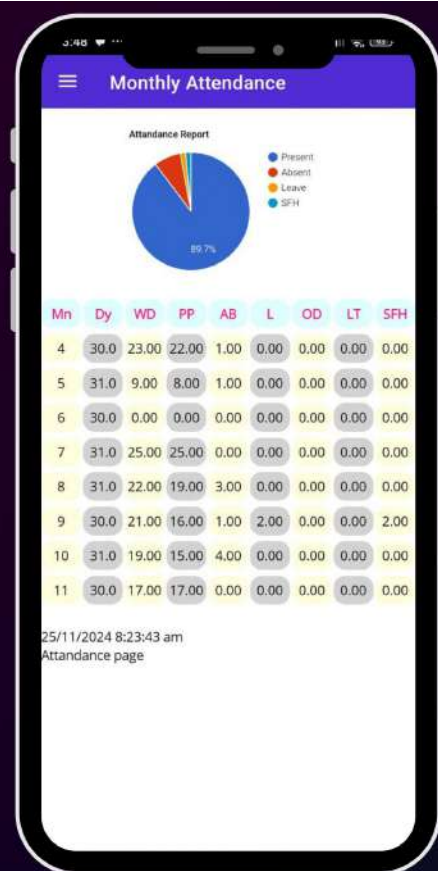 3:48
Monthly Attendance
Attandance Report
Present
Absent
Leave
SFH
89.7%
Mn Dy WD PP AB L OD LT SFH
4 30.0 23.00 22.00 1.00 0.00 0.00 0.00 0.00
5 31.0 9.00 8.00 1.00 0.00 0.00 0.00 0.00
6 30.0 0.00 0.00 0.00 0.00 0.00 0.00 0.00
7 31.0 25.00 25.00 0.00 0.00 0.00 0.00 0.00
8 31.0 22.00 19.00 3.00 0.00 0.00 0.00 0.00
9 30.0 21.00 16.00 1.00 2.00 0.00 0.00 2.00
10 31.0 19.00 15.00 4.00 0.00 0.00 0.00 0.00
11 30.0 17.00 17.00 0.00 0.00 0.00 0.00 0.00
25/11/2024 8:23:43 am
Attandance page